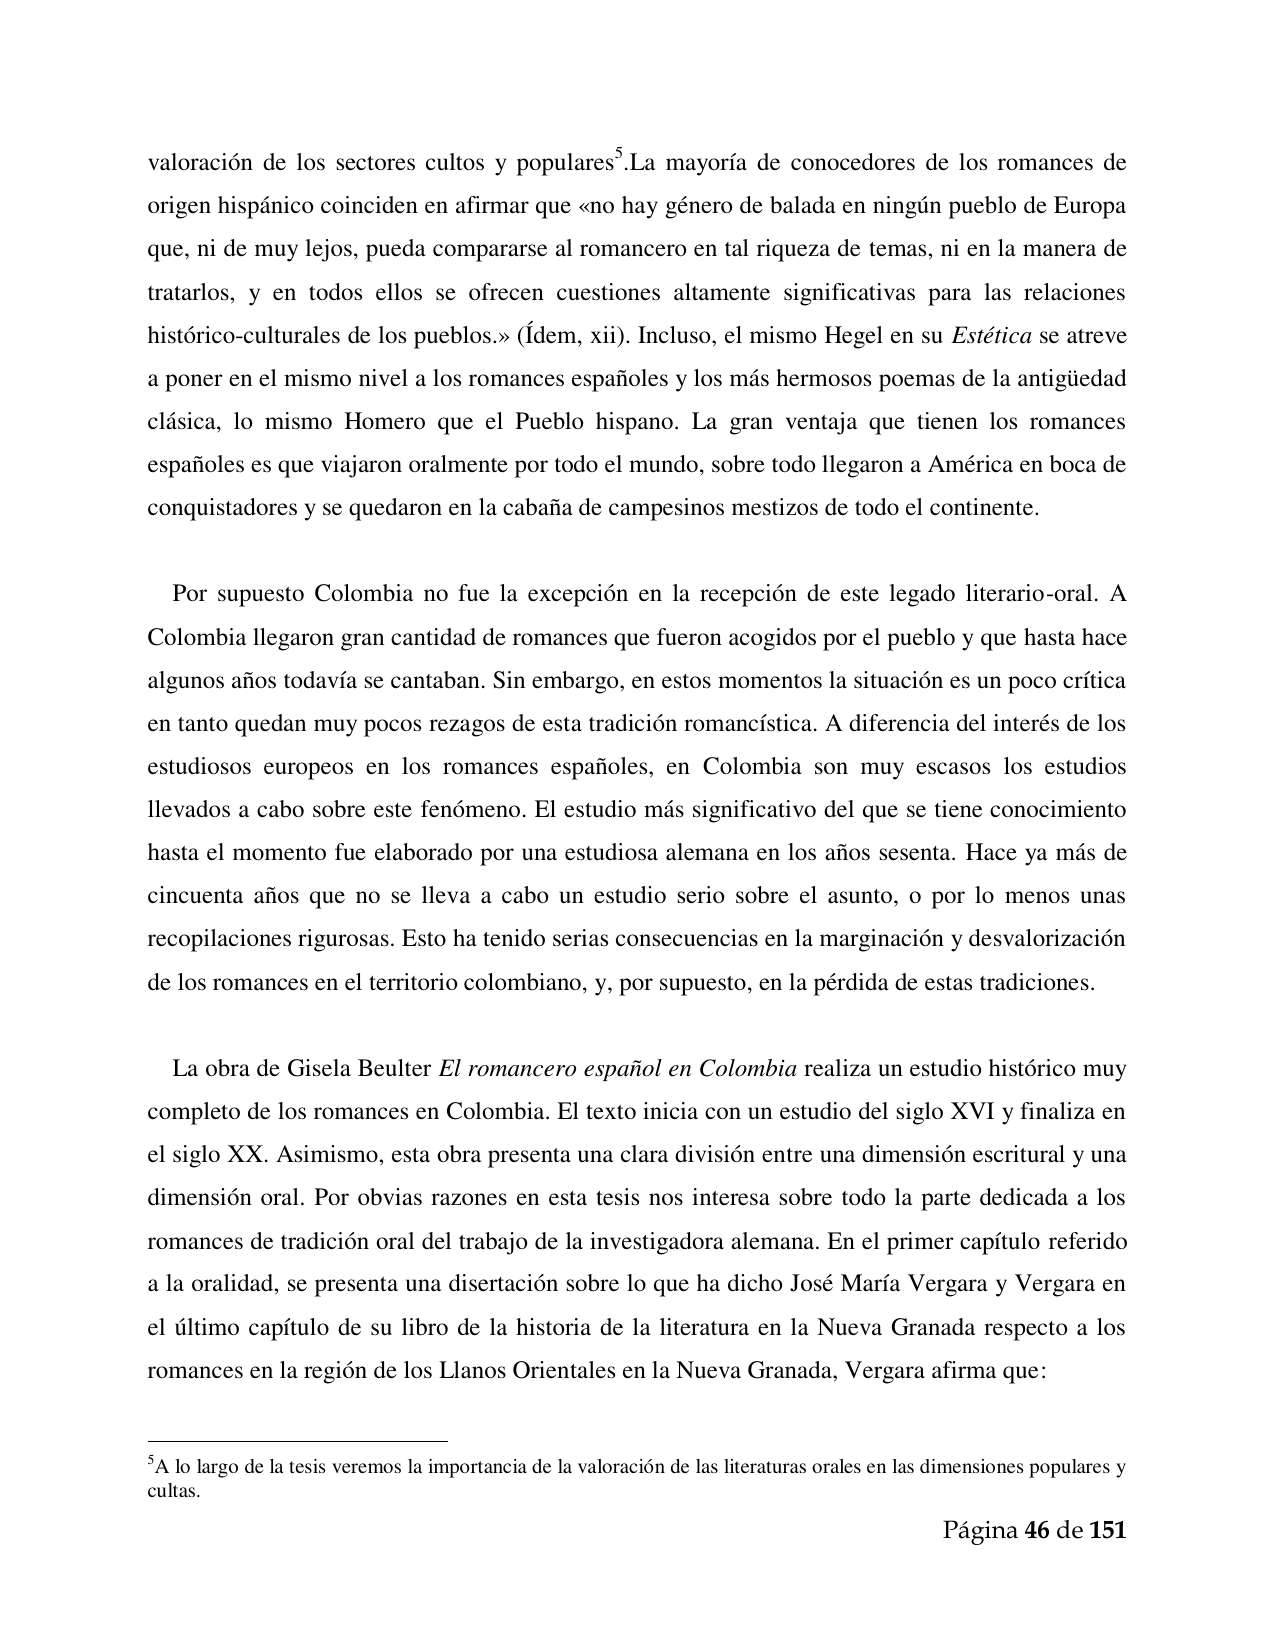 valoración de los sectores cultos y populares5.La mayoría de conocedores de los romances de
origen hispánico coinciden en afirmar que «no hay género de balada en ningún pueblo de Europa
que, ni de muy lejos, pueda compararse al romancero en tal riqueza de temas, ni en la manera de
tratarlos, y en todos ellos se ofrecen cuestiones altamente significativas para las relaciones
histórico-culturales de los pueblos.» (Ídem, xii). Incluso, el mismo Hegel en su Estética se atreve
a poner en el mismo nivel a los romances españoles y los más hermosos poemas de la antigüedad
clásica, lo mismo Homero que el Pueblo hispano. La gran ventaja que tienen los romances
españoles es que viajaron oralmente por todo el mundo, sobre todo llegaron a América en boca de
conquistadores y se quedaron en la cabaña de campesinos mestizos de todo el continente.
Por supuesto Colombia no fue la excepción en la recepción de este legado literario-oral. A
Colombia llegaron gran cantidad de romances que fueron acogidos por el pueblo y que hasta hace
algunos años todavía se cantaban. Sin embargo, en estos momentos la situación es un poco crítica
en tanto quedan muy pocos rezagos de esta tradición romancística. A diferencia del interés de los
estudiosos europeos en los romances españoles, en Colombia son muy escasos los estudios
llevados a cabo sobre este fenómeno. El estudio más significativo del que se tiene conocimiento
hasta el momento fue elaborado por una estudiosa alemana en los años sesenta. Hace ya más de
cincuenta años que no se lleva a cabo un estudio serio sobre el asunto, o por lo menos unas
recopilaciones rigurosas. Esto ha tenido serias consecuencias en la marginación y desvalorización
de los romances en el territorio colombiano, y, por supuesto, en la pérdida de estas tradiciones.
La obra de Gisela Beulter El romancero español en Colombia realiza un estudio histórico muy
completo de los romances en Colombia. El texto inicia con un estudio del siglo XVI y finaliza en
el siglo XX. Asimismo, esta obra presenta una clara división entre una dimensión escritural y una
dimensión oral. Por obvias razones en esta tesis nos interesa sobre todo la parte dedicada a los
romances de tradición oral del trabajo de la investigadora alemana. En el primer capítulo referido
a la oralidad, se presenta una disertación sobre lo que ha dicho José María Vergara y Vergara en
el último capítulo de su libro de la historia de la literatura en la Nueva Granada respecto a los
romances en la región de los Llanos Orientales en la Nueva Granada, Vergara afirma que:
5A lo largo de la tesis veremos la importancia de la valoración de las literaturas orales en las dimensiones populares y
cultas.
Página 46 de 151